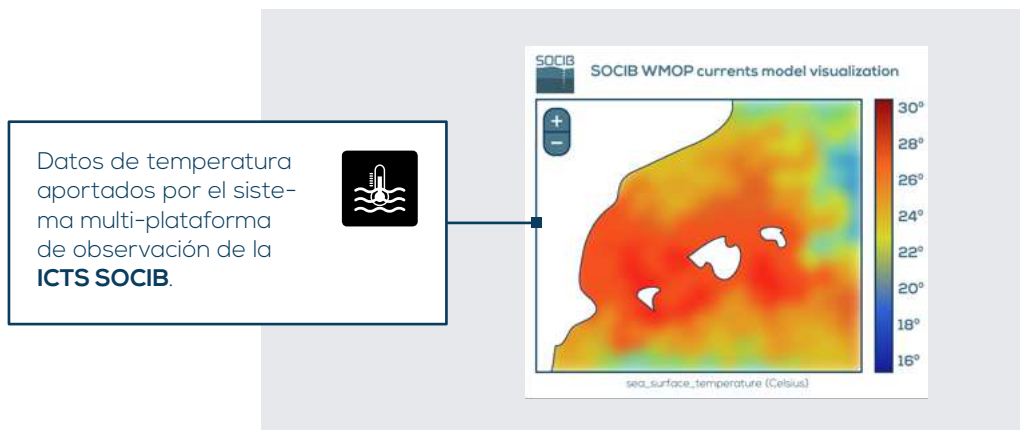 Datos de temperatura
aportados por el siste-
ma multi-plataforma
de observación de la
ICTS SOCIB.
SOCIB
SOCIB WMOP currents model visualization
+
−
30°
28°
26°
24°
22°
20°
18°
16°
sea_surface_temperature (Celsius)